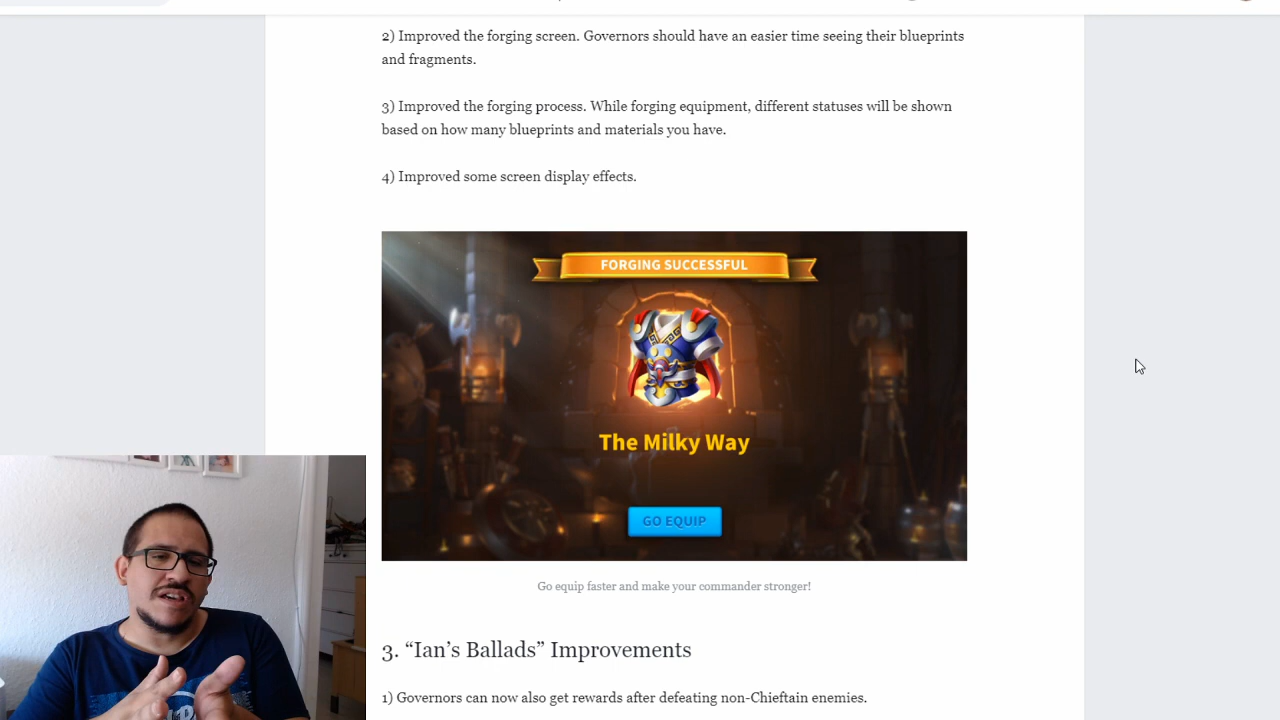 2) Improved the forging screen. Governors should have an easier time seeing their blueprints
and fragments.
3) Improved the forging process. While forging equipment, different statuses will be shown
based on how many blueprints and materials you have.
4) Improved some screen display effects.
FORGING SUCCESSFUL
The Milky Way
GO EQUIP
Go equip faster and make your commander stronger!
3. “Ian’s Ballads” Improvements
1) Governors can now also get rewards after defeating non-Chieftain enemies.